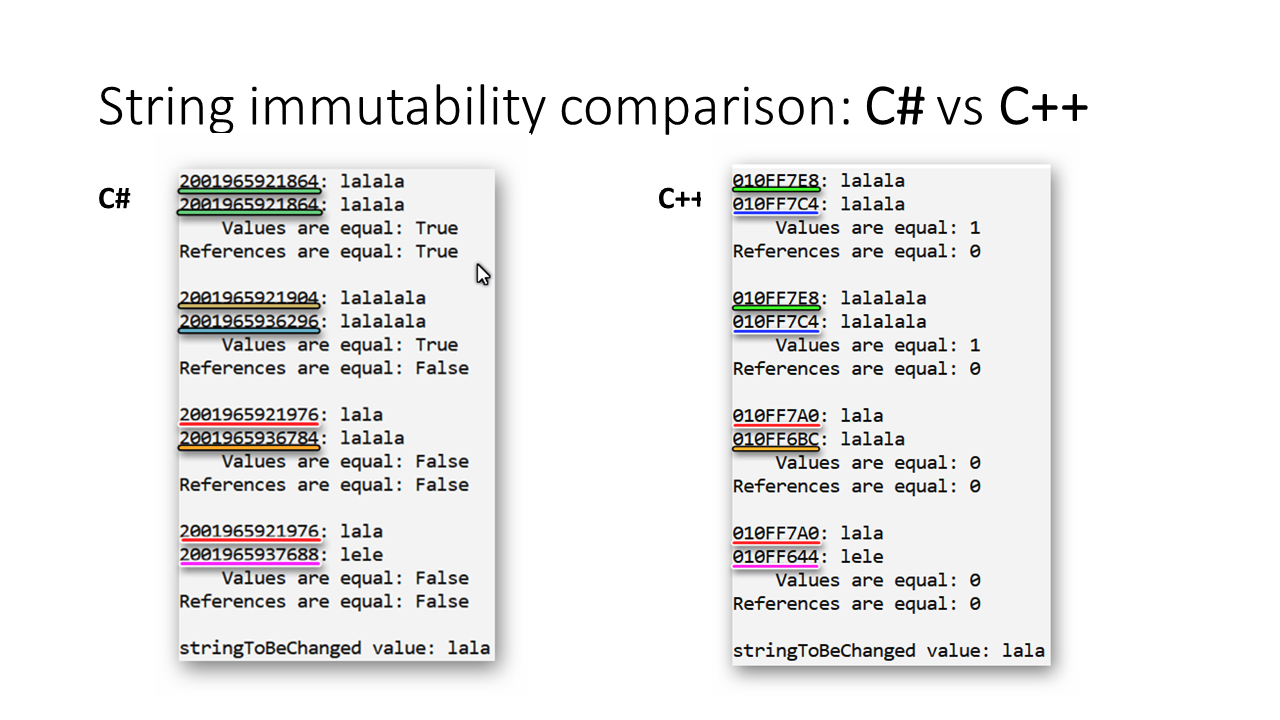 String immutability comparison: C# vs C++
C#
2001965921864: lalala
2001965921864: lalala
Values are equal: True
References are equal: True
2001965921904: lalalala
2001965936296: lalalala
Values are equal: True
References are equal: False
2001965921976: lala
2001965936784: lalala
Values are equal: False
References are equal: False
2001965921976: lala
2001965937688: lele
Values are equal: False
References are equal: False
stringToBeChanged value: lala
C++
010FF7E8: lalala
010FF7C4: lalala
Values are equal: 1
References are equal: 0
010FF7E8: lalalala
010FF7C4: lalalala
Values are equal: 1
References are equal: 0
010FF7A0: lala
010FF6BC: lalala
Values are equal: 0
References are equal: 0
010FF7A0: lala
010FF644: lele
Values are equal: 0
References are equal: 0
stringToBeChanged value: lala